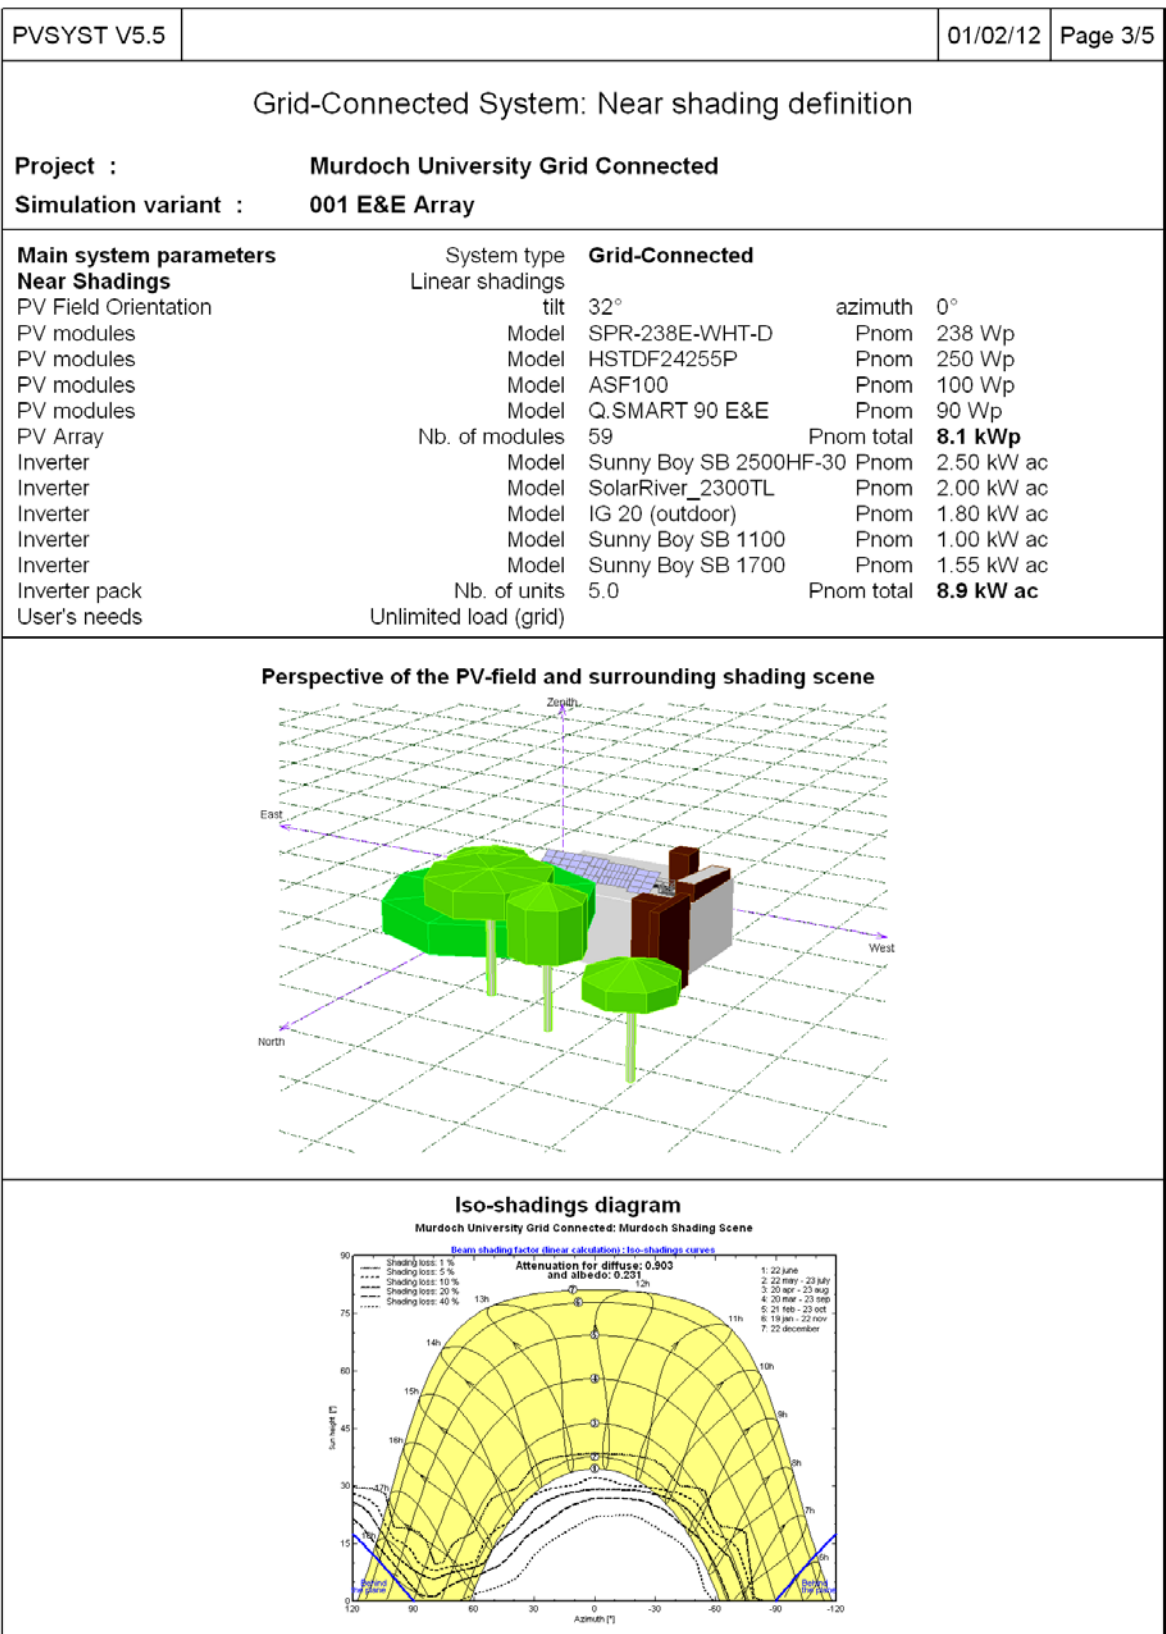 PVSYST V5.5 01/02/12 Page 3/5
Grid-Connected System: Near shading definition
Project : Murdoch University Grid Connected
Simulation variant : 001 E&E Array
Main system parameters System type Grid-Connected
Near Shadings Linear shadings
PV Field Orientation tilt 32° azimuth 0°
PV modules Model SPR-238E-WHT-D Pnom 238 Wp
PV modules Model HSTDF24255P Pnom 250 Wp
PV modules Model ASF100 Pnom 100 Wp
PV modules Model Q.SMART 90 E&E Pnom 90 Wp
PV Array Nb. of modules 59 Pnom total 8.1 kWp
Inverter Model Sunny Boy SB 2500HF-30 Pnom 2.50 kW ac
Inverter Model SolarRiver_2300TL Pnom 2.00 kW ac
Inverter Model IG 20 (outdoor) Pnom 1.80 kW ac
Inverter Model Sunny Boy SB 1100 Pnom 1.00 kW ac
Inverter Model Sunny Boy SB 1700 Pnom 1.55 kW ac
Inverter pack Nb. of units 5.0 Pnom total 8.9 kW ac
User's needs Unlimited load (grid)
Perspective of the PV-field and surrounding shading scene
Zenith
East
West
North
Iso-shadings diagram
Murdoch University Grid Connected: Murdoch Shading Scene
Beam shading factor (linear calculation) : Iso-shadings curves
Attenuation for diffuse: 0.903
and albedo: 0.231
Shading loss: 1 %
Shading loss: 5 %
Shading loss: 10 %
Shading loss: 20 %
Shading loss: 40 %
1: 22 june
2: 22 may - 23 july
3: 20 apr - 23 aug
4: 20 mar - 23 sep
5: 21 feb - 23 oct
6: 19 jan - 22 nov
7: 22 december
90
75
60
45
30
15
0
Sun height [°]
18h
17h
16h
15h
14h
13h
12h
11h
10h
9h
8h
7h
6h
7
6
5
4
3
2
1
Behind
the plane
Behind
the plane
120 90 60 30 0 -30 -60 -90 -120
Azimuth [°]